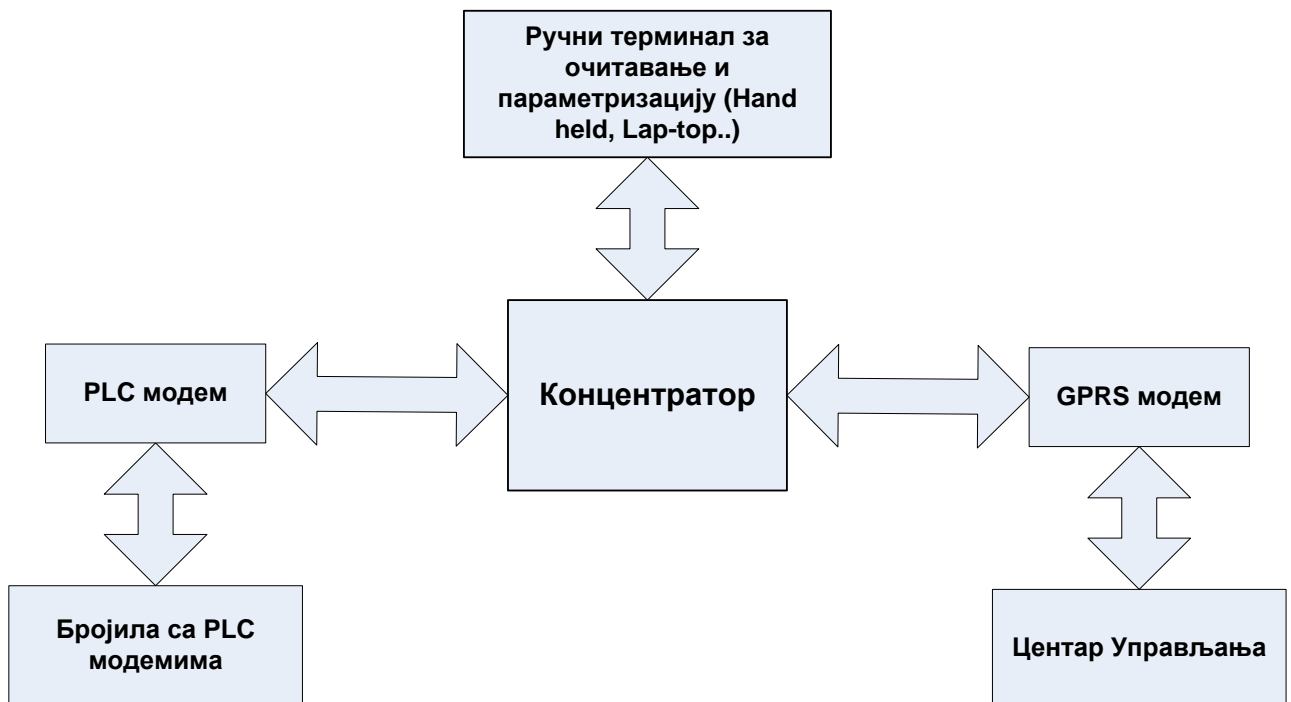 Ручни терминал за
очитавање и
параметризацију (Hand
held, Lap-top..)
PLC модем
Концентратор
GPRS модем
Бројила са PLC
модемима
Центар Управљања